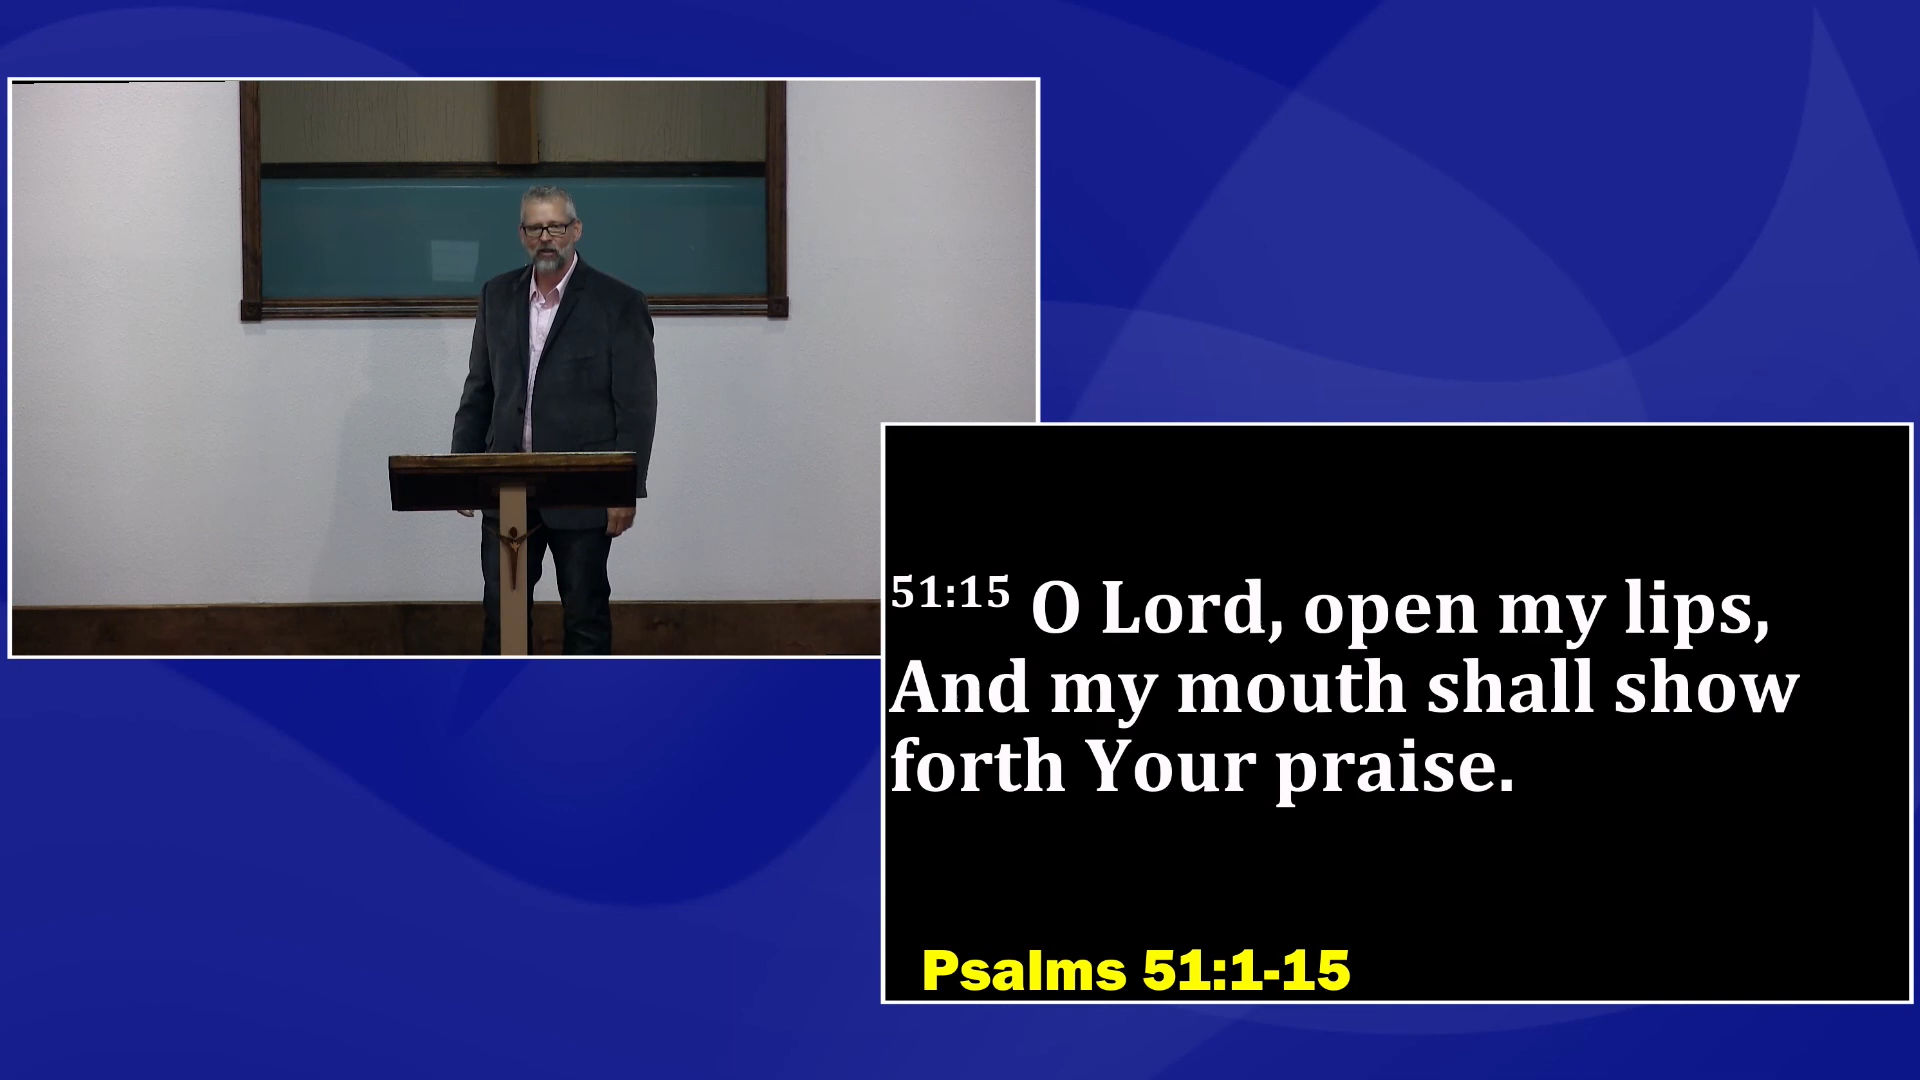 51:15 O Lord, open my lips,
And my mouth shall show
forth Your praise.
Psalms 51:1-15